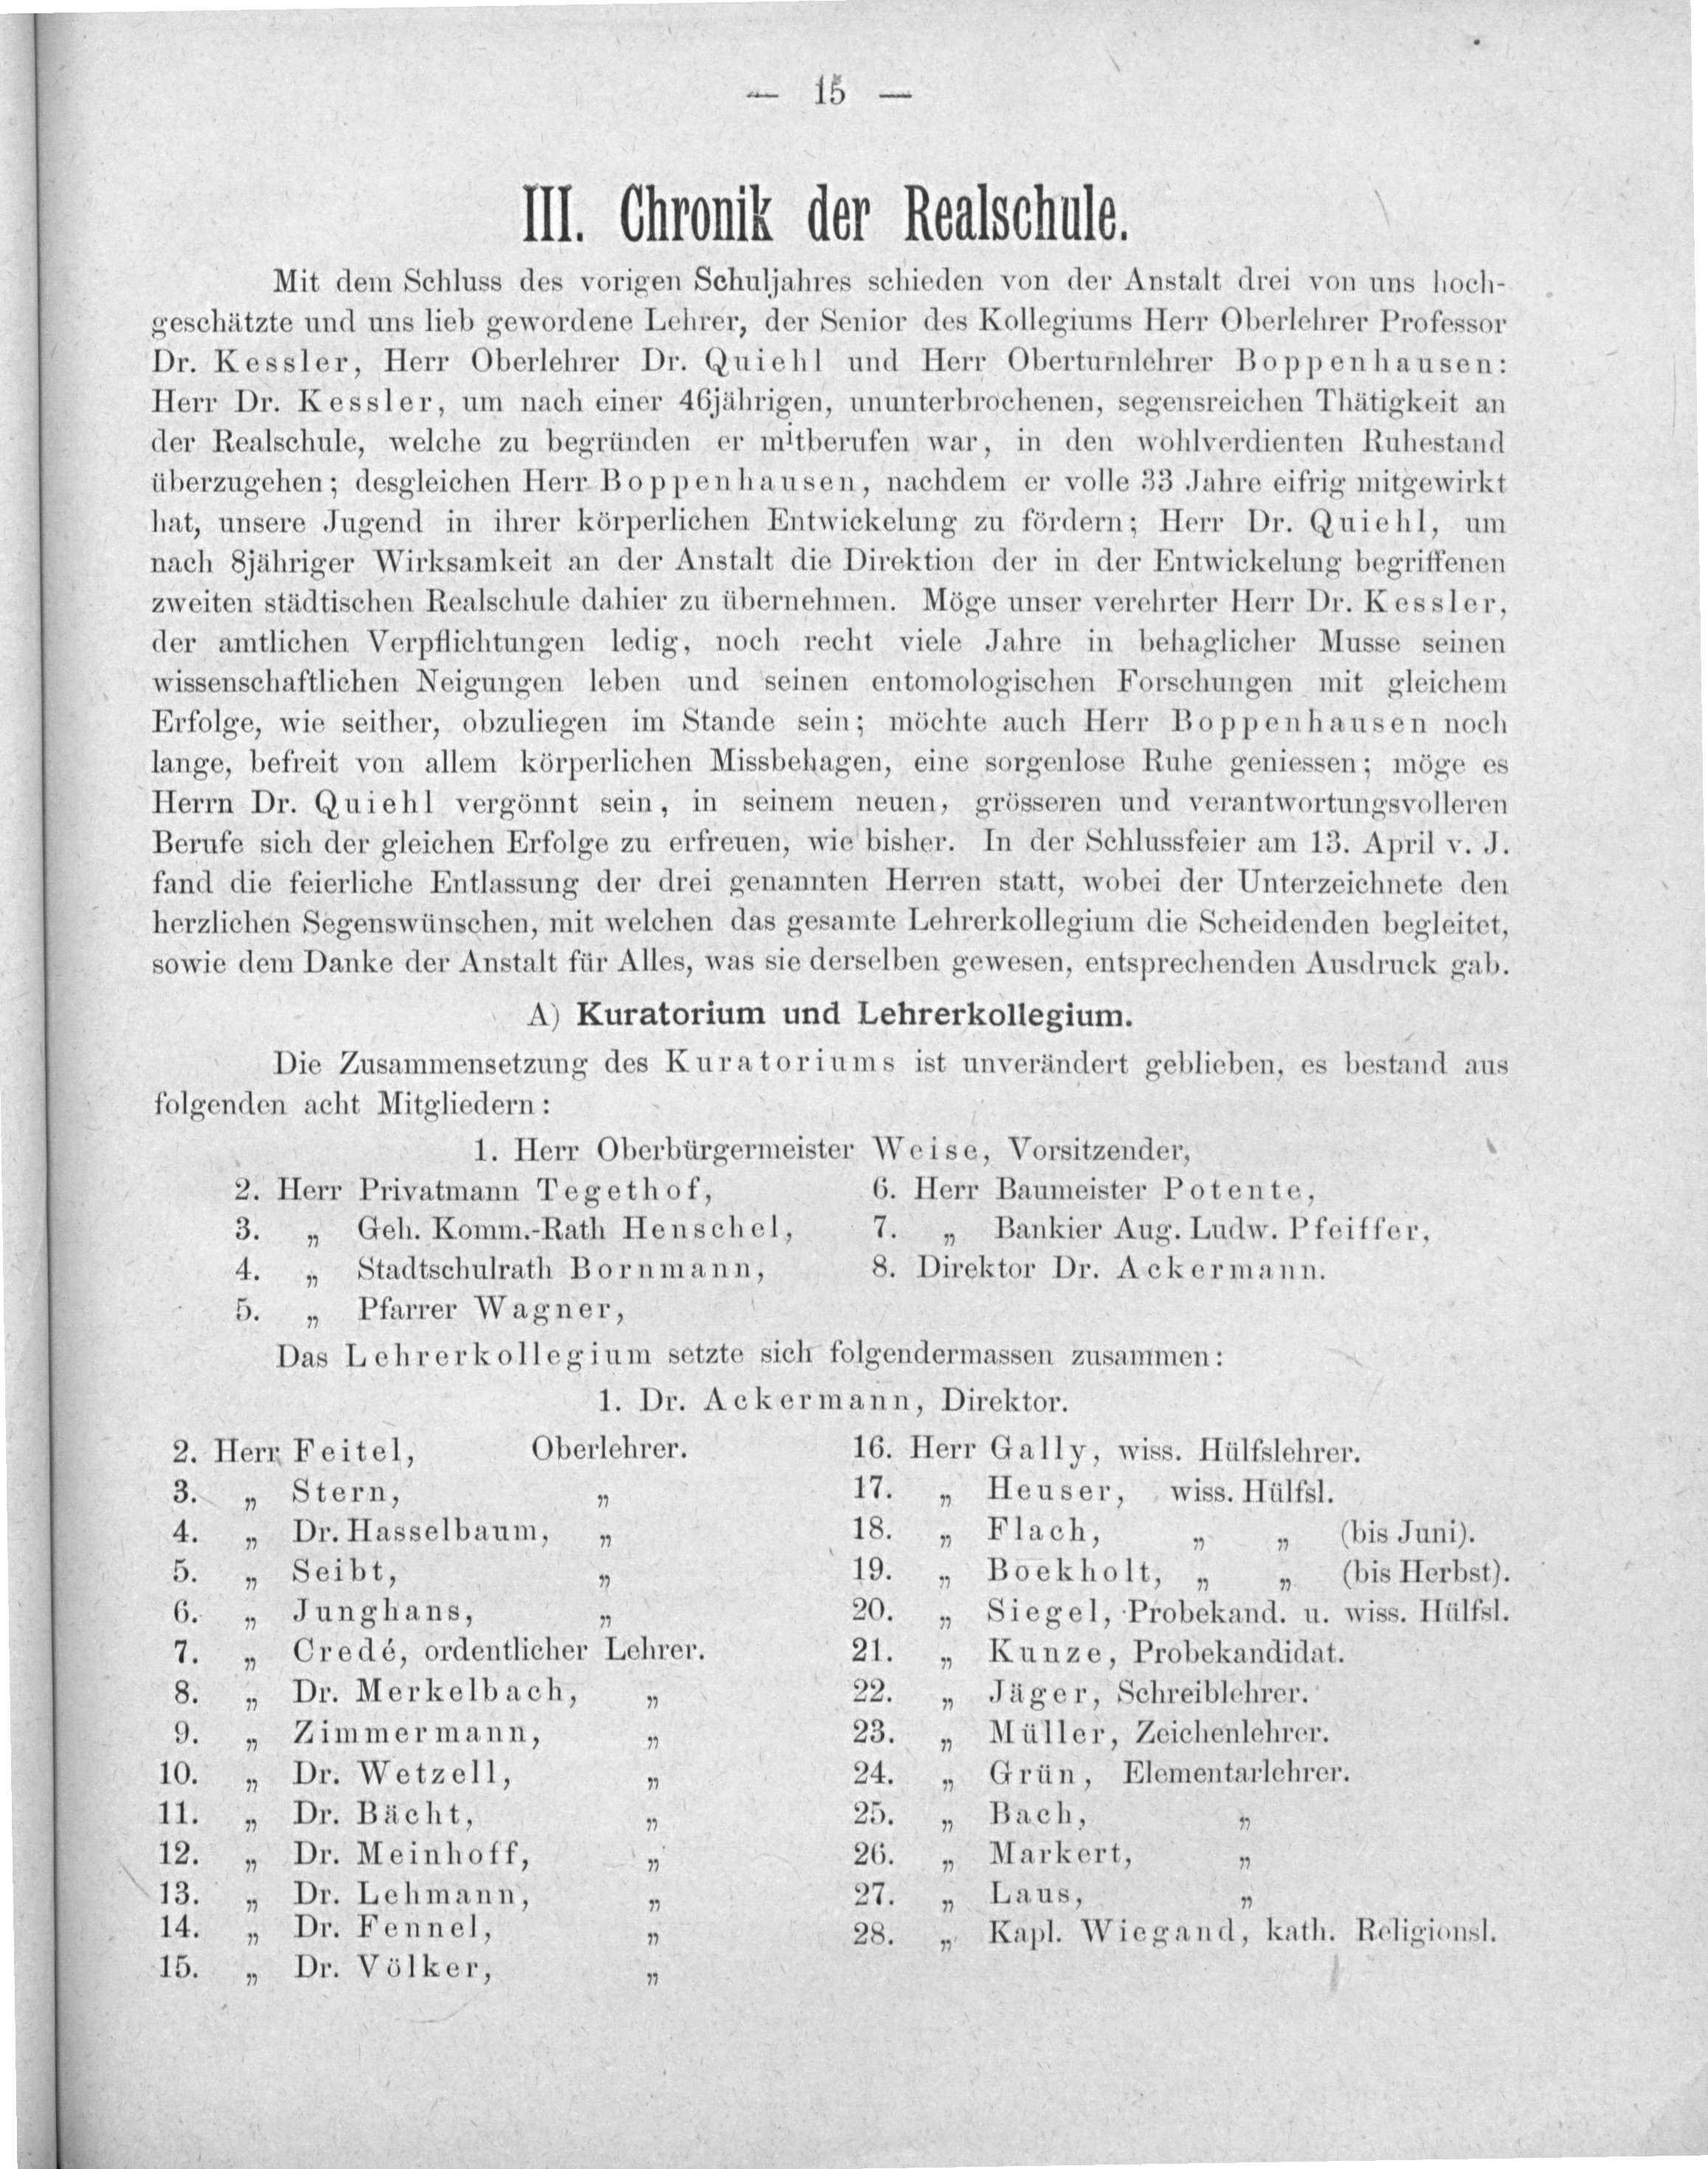 — 15 —
III. Chronik der Realschule.
Mit dem Schluss des vorigen Schuljahres schieden von der Anstalt drei von uns hoch-
geschätzte und uns lieb gewordene Lehrer, der Senior des Kollegiums Herr Oberlehrer Professor
Dr. Kessler, Herr Oberlehrer Dr. Quiehl und Herr Oberturnlehrer Boppenhausen:
Herr Dr. Kessler, um nach einer 46jährigen, ununterbrochenen, segensreichen Thätigkeit an
der Realschule, welche zu begründen er mitberufen war, in den wohlverdienten Ruhestand
überzugehen; desgleichen Herr Boppenhausen, nachdem er volle 33 Jahre eifrig mitgewirkt
hat, unsere Jugend in ihrer körperlichen Entwickelung zu fördern; Herr Dr. Quiehl, um
nach 8jähriger Wirksamkeit an der Anstalt die Direktion der in der Entwickelung begriffenen
zweiten städtischen Realschule dahier zu übernehmen. Möge unser verehrter Herr Dr. Kessler,
der amtlichen Verpflichtungen ledig, noch recht viele Jahre in behaglicher Musse seinen
wissenschaftlichen Neigungen leben und seinen entomologischen Forschungen mit gleichem
Erfolge, wie seither, obzuliegen im Stande sein; möchte auch Herr Boppenhausen noch
lange, befreit von allem körperlichen Missbehagen, eine sorgenlose Ruhe geniessen; möge es
Herrn Dr. Quiehl vergönnt sein, in seinem neuen, grösseren und verantwortungsvolleren
Berufe sich der gleichen Erfolge zu erfreuen, wie bisher. In der Schlussfeier am 13. April v. J.
fand die feierliche Entlassung der drei genannten Herren statt, wobei der Unterzeichnete den
herzlichen Segenswünschen, mit welchen das gesamte Lehrerkollegium die Scheidenden begleitet,
sowie dem Danke der Anstalt für Alles, was sie derselben gewesen, entsprechenden Ausdruck gab.
A) Kuratorium und Lehrerkollegium.
Die Zusammensetzung des Kuratoriums ist unverändert geblieben, es bestand aus
folgenden acht Mitgliedern:
1. Herr Oberbürgermeister Weise, Vorsitzender,
2. Herr Privatmann Tegethof,
3. „ Geh. Komm.-Rath Henschel,
4. „ Stadtschulrath Bornmann,
5. „ Pfarrer Wagner,
6. Herr Baumeister Potente,
7. „ Bankier Aug. Ludw. Pfeiffer,
8. Direktor Dr. Ackermann.
Das Lehrerkollegium setzte sich folgendermassen zusammen:
1. Dr. Ackermann, Direktor.
2. Herr Feitel, Oberlehrer.
3. „ Stern, „
4. „ Dr. Hasselbaum, „
5. „ Seibt, „
6. „ Junghans, „
7. „ Credé, ordentlicher Lehrer.
8. „ Dr. Merkelbach, „
9. „ Zimmermann, „
10. „ Dr. Wetzell, „
11. „ Dr. Bächt, „
12. „ Dr. Meinhoff, „
13. „ Dr. Lehmann, „
14. „ Dr. Fennel, „
15. „ Dr. Völker, „
16. Herr Gally, wiss. Hülfslehrer.
17. „ Heuser, wiss. Hülfsl.
18. „ Flach, „ „ (bis Juni).
19. „ Boekholt, „ „ (bis Herbst).
20. „ Siegel, Probekand. u. wiss. Hülfsl.
21. „ Kunze, Probekandidat.
22. „ Jäger, Schreiblehrer.
23. „ Müller, Zeichenlehrer.
24. „ Grün, Elementarlehrer.
25. „ Bach, „
26. „ Markert, „
27. „ Laus, „
28. „ Kapl. Wiegand, kath. Religionsl.